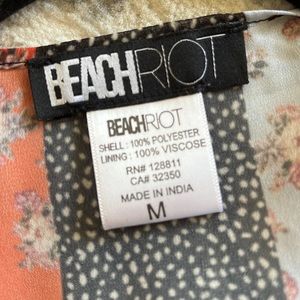 BEACHRIOT
BEACHRIOT
SHELL : 100% POLYESTER
LINING : 100% VISCOSE
RN# 128811
CA# 32350
MADE IN INDIA
M